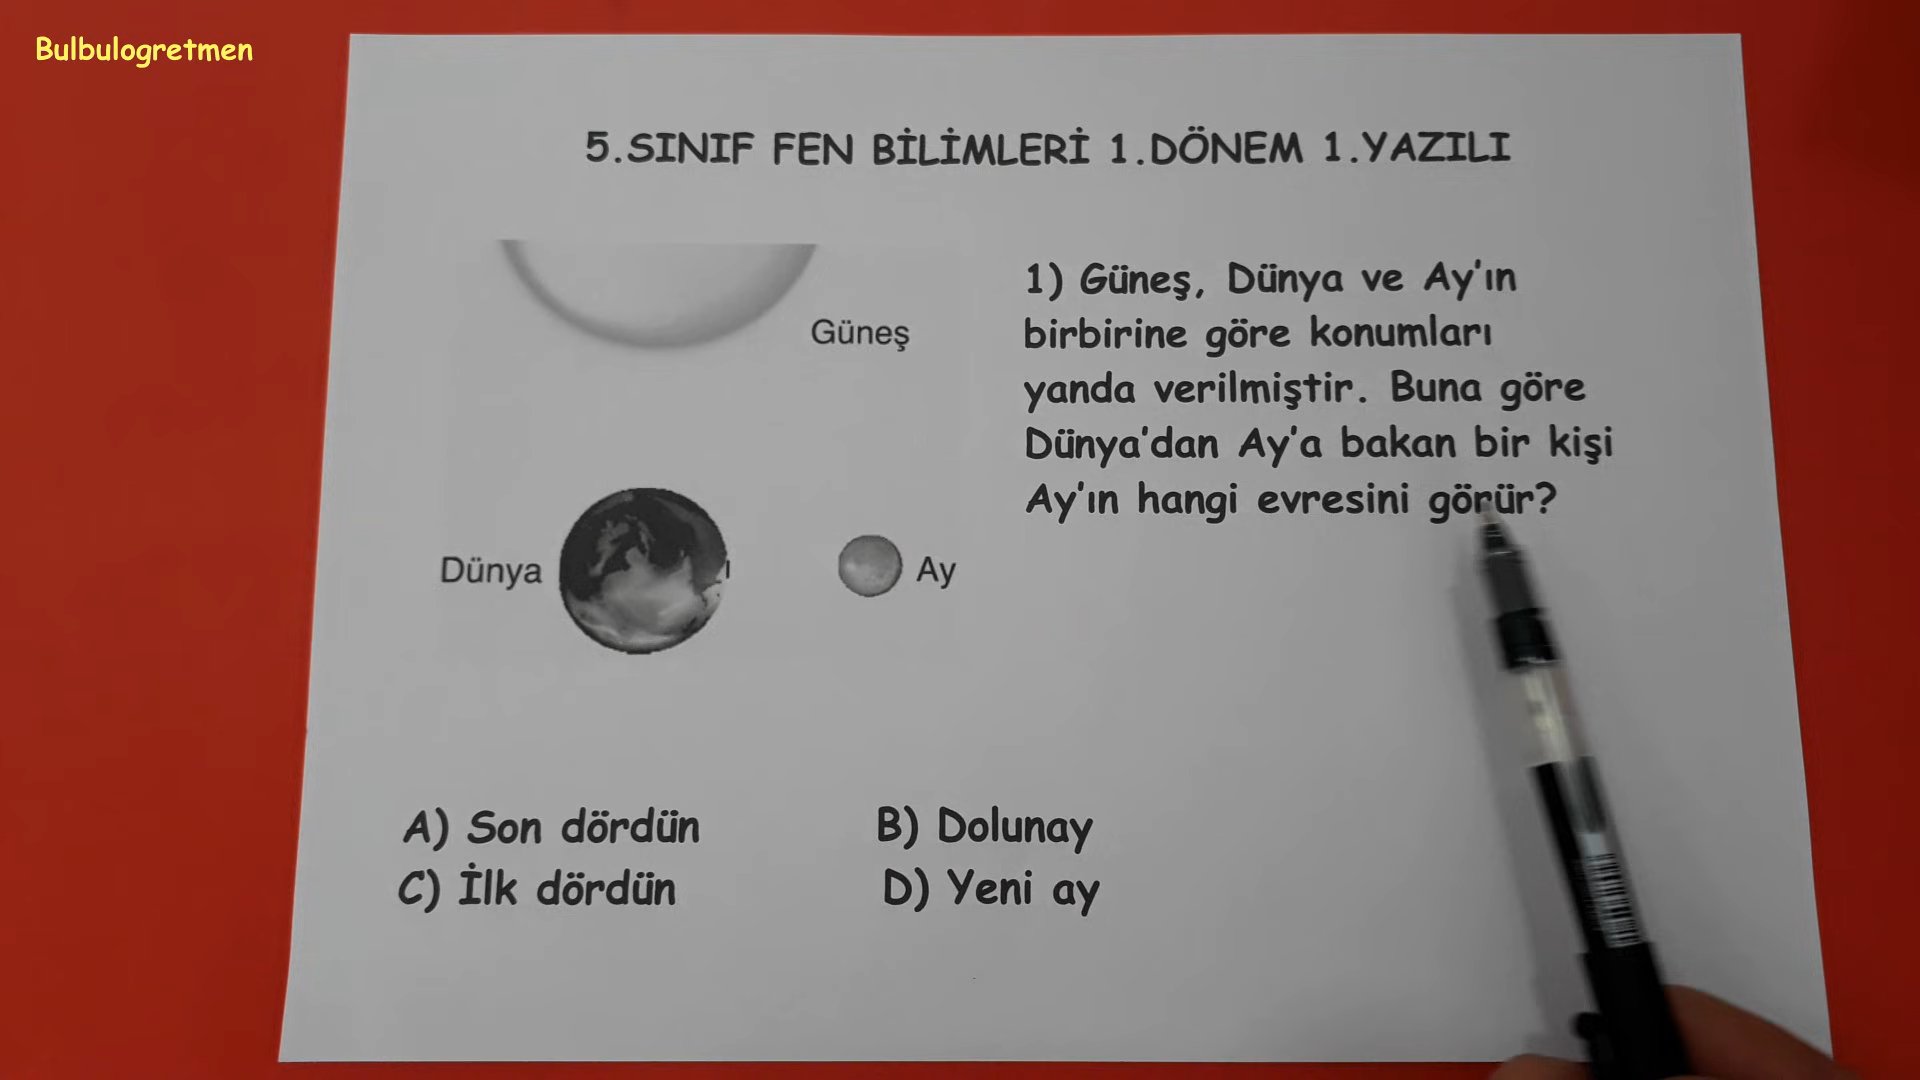 Bulbulogretmen
5.SINIF FEN BİLİMLERİ 1.DÖNEM 1.YAZILI
Güneş
Dünya
Ay
1) Güneş, Dünya ve Ay'ın
birbirine göre konumları
yanda verilmiştir. Buna göre
Dünya'dan Ay'a bakan bir kişi
Ay'ın hangi evresini görür?
A) Son dördün
B) Dolunay
C) İlk dördün
D) Yeni ay